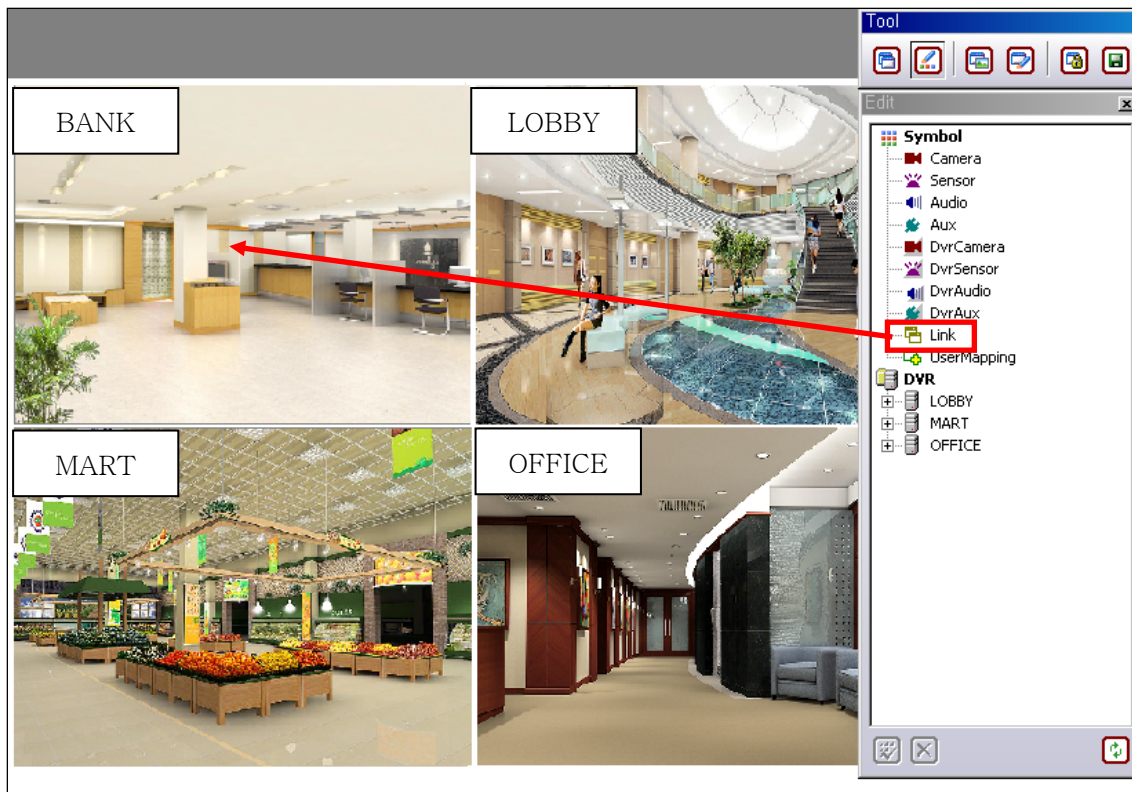 Tool
Edit
BANK
LOBBY
MART
OFFICE
Symbol
Camera
Sensor
Audio
Aux
DvrCamera
DvrSensor
DvrAudio
DvrAux
Link
UserMapping
DVR
LOBBY
MART
OFFICE